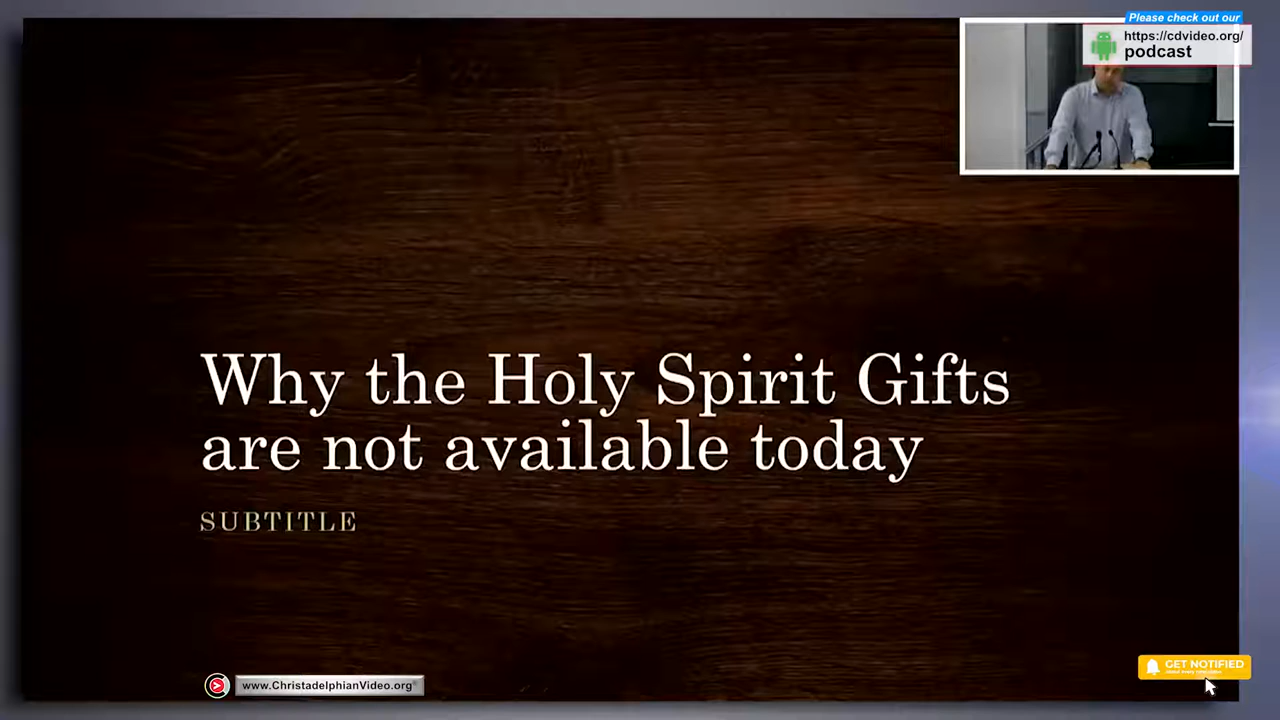 Please check out our
https://cdvideo.org/
podcast
Why the Holy Spirit Gifts
are not available today
SUBTITLE
www.ChristadelphianVideo.org
GET NOTIFIED